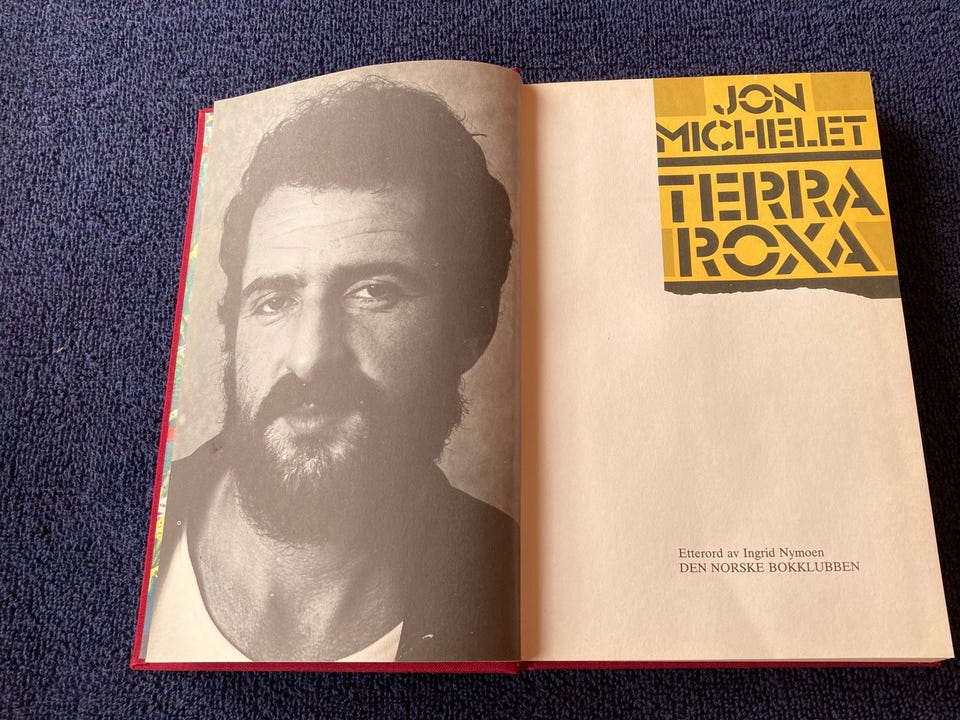 JON
MICHELET
TERRA
ROXA
Etterord av Ingrid Nymoen
DEN NORSKE BOKKLUBBEN